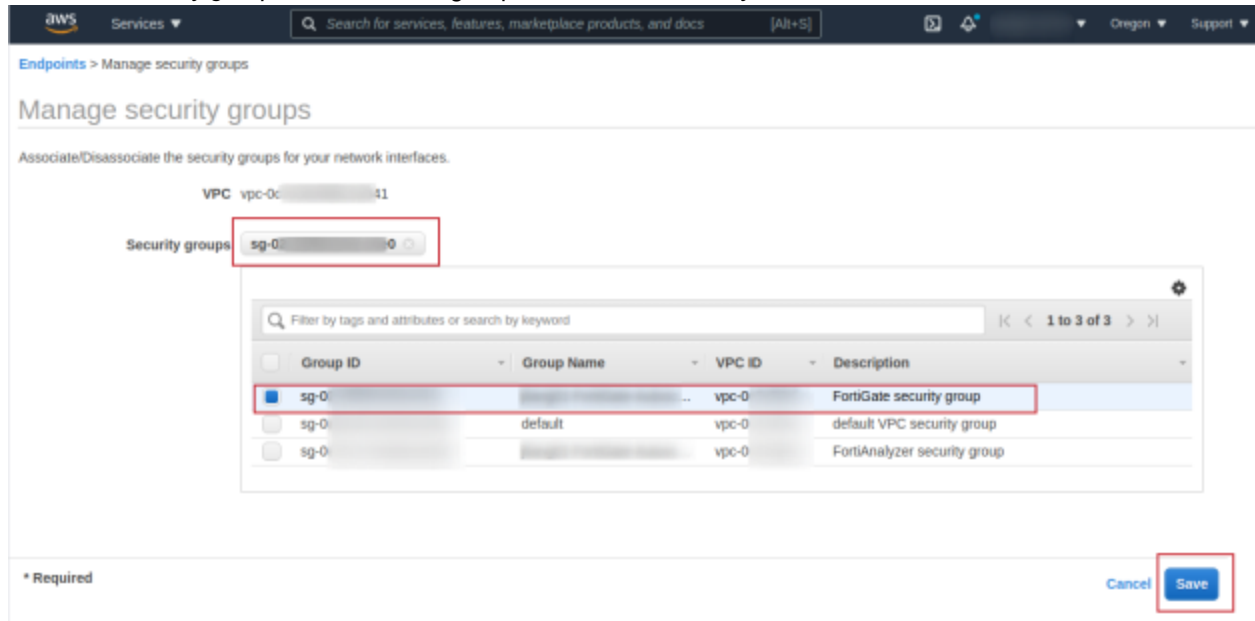 aws Services ▼ Search for services, features, marketplace products, and docs [Alt+S] Oregon ▼ Support ▼
Endpoints > Manage security groups
Manage security groups
Associate/Disassociate the security groups for your network interfaces.
VPC vpc-0c 41
Security groups sg-0 0
Filter by tags and attributes or search by keyword 1 to 3 of 3
Group ID Group Name VPC ID Description
sg-0 ... vpc-0 FortiGate security group
sg-0 default vpc-0 default VPC security group
sg-0 vpc-0 FortiAnalyzer security group
* Required Cancel Save